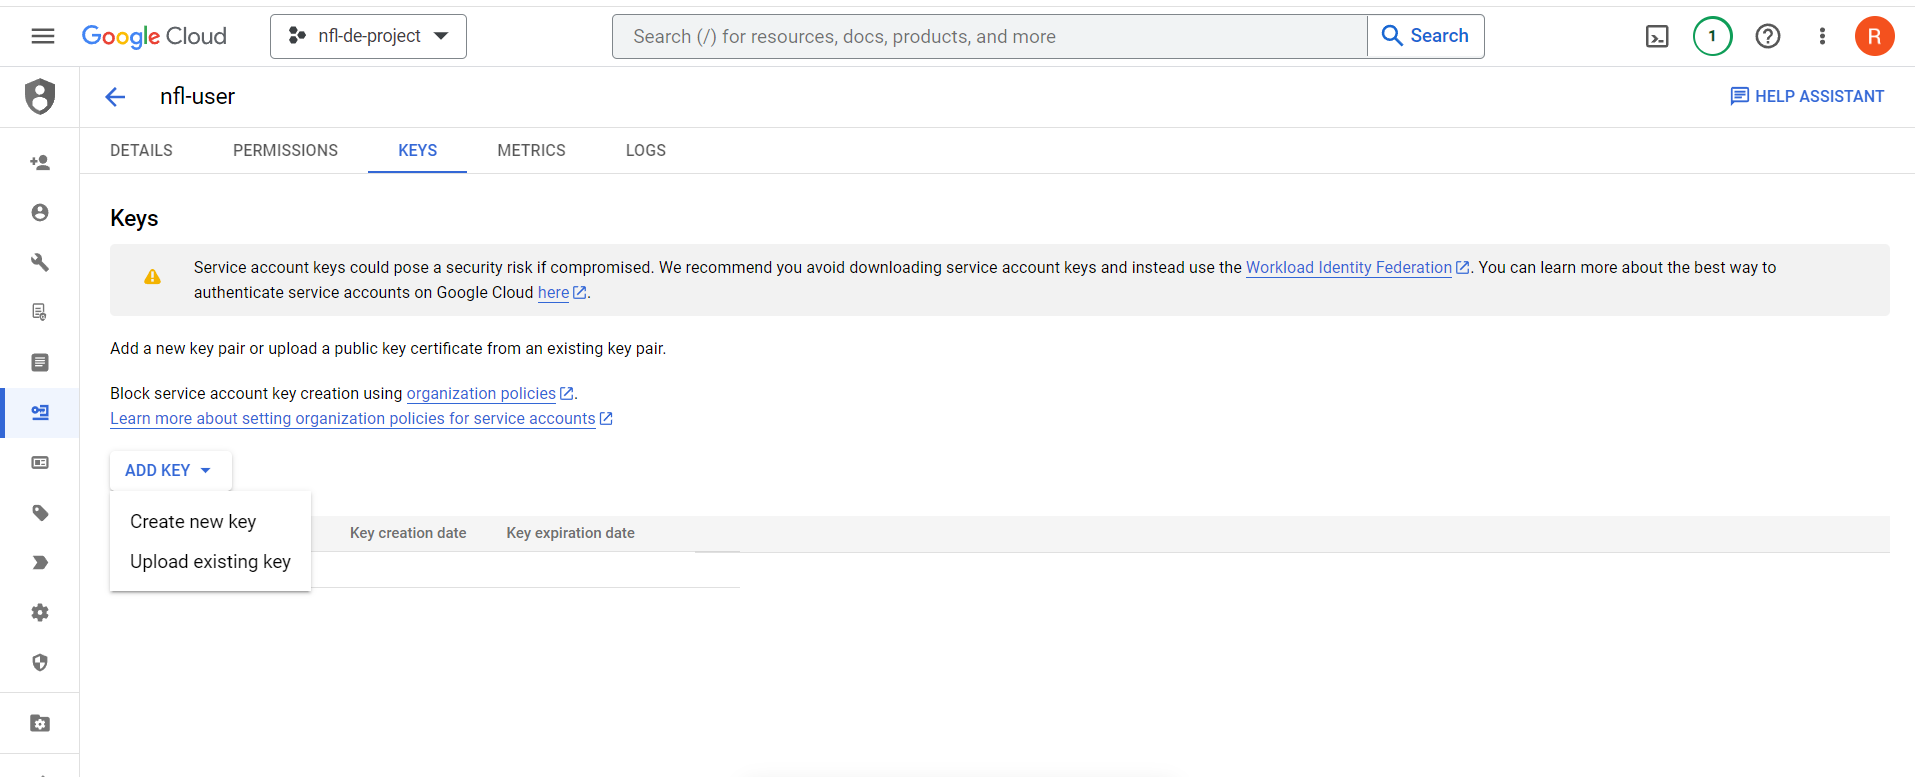 Google Cloud
nfl-de-project
Search (/) for resources, docs, products, and more
Search
1
R
nfl-user
HELP ASSISTANT
DETAILS
PERMISSIONS
KEYS
METRICS
LOGS
Keys
Service account keys could pose a security risk if compromised. We recommend you avoid downloading service account keys and instead use the Workload Identity Federation. You can learn more about the best way to
authenticate service accounts on Google Cloud here.
Add a new key pair or upload a public key certificate from an existing key pair.
Block service account key creation using organization policies.
Learn more about setting organization policies for service accounts
ADD KEY
Create new key
Upload existing key
Key creation date
Key expiration date